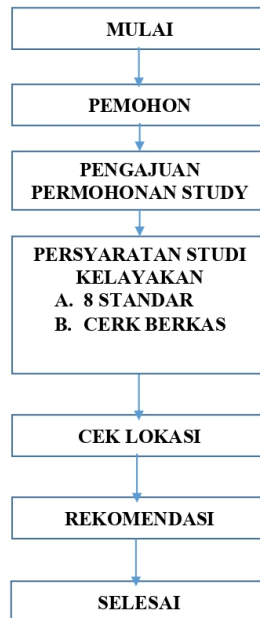 MULAI
PEMOHON
PENGAJUAN
PERMOHONAN STUDY
PERSYARATAN STUDI
KELAYAKAN
A. 8 STANDAR
B. CERK BERKAS
CEK LOKASI
REKOMENDASI
SELESAI